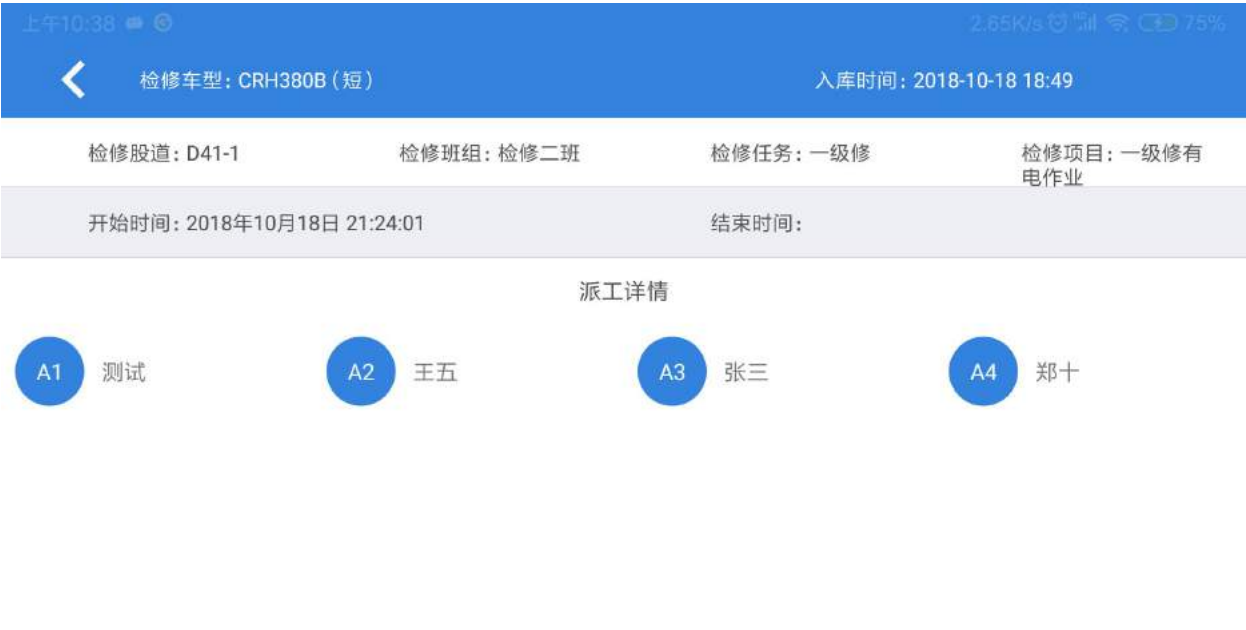 上午10:38
2.65K/s 75%
检修车型: CRH380B (短)
入库时间: 2018-10-18 18:49
检修股道: D41-1
检修班组: 检修二班
检修任务: 一级修
检修项目: 一级修有
电作业
开始时间: 2018年10月18日 21:24:01
结束时间:
派工详情
A1 测试
A2 王五
A3 张三
A4 郑十